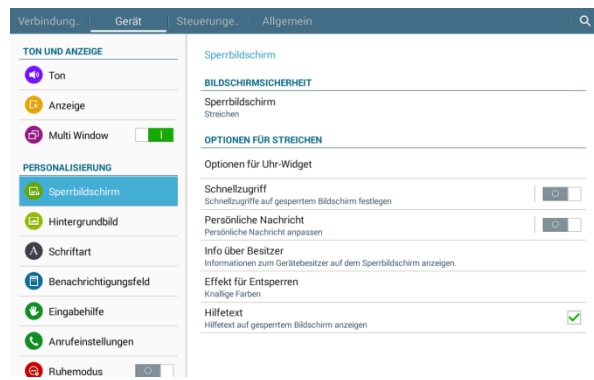 Verbindung.. Gerät Steuerunge.. Allgemein
TON UND ANZEIGE
Ton
Anzeige
Multi Window
PERSONALISIERUNG
Sperrbildschirm
Hintergrundbild
A Schriftart
Benachrichtigungsfeld
Eingabehilfe
Anrufeinstellungen
Ruhemodus
Sperrbildschirm
BILDSCHIRMSICHERHEIT
Sperrbildschirm
Streichen
OPTIONEN FÜR STREICHEN
Optionen für Uhr-Widget
Schnellzugriff
Schnellzugriffe auf gesperrtem Bildschirm festlegen
Persönliche Nachricht
Persönliche Nachricht anpassen
Info über Besitzer
Informationen zum Gerätebesitzer auf dem Sperrbildschirm anzeigen.
Effekt für Entsperren
Knallige Farben
Hilfetext
Hilfetext auf gesperrtem Bildschirm anzeigen